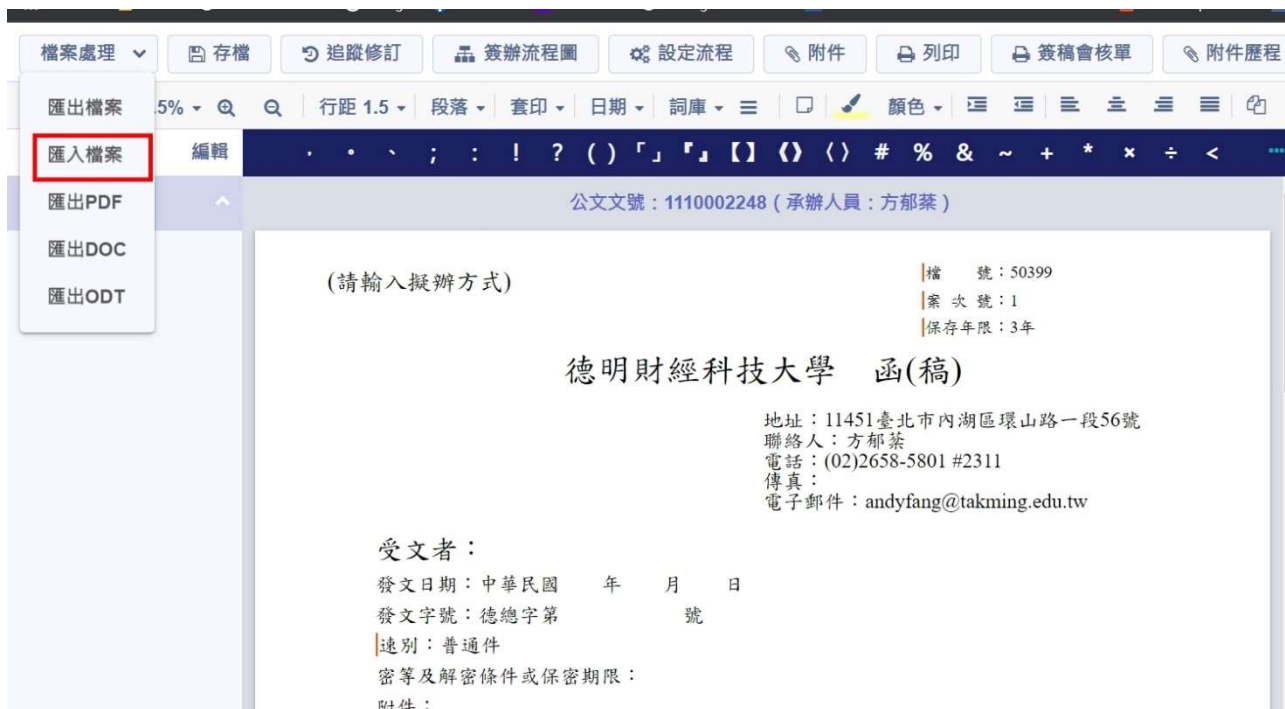 檔案處理 存檔 追蹤修訂 簽辦流程圖 設定流程 附件 列印 簽稿會核單 附件歷程
匯出檔案 .5% 行距 1.5 段落 套印 日期 詞庫 顏色
匯入檔案 編輯 · 。 、 ; : ! ? ( ) 「」 『』 【】 《》 〈〉 # % & ~ + * × ÷ < ...
匯出PDF
公文文號：1110002248 ( 承辦人員：方郁棻 )
匯出DOC
匯出ODT
(請輸入擬辦方式)
檔 號：50399
案 次 號：1
保存年限：3年
德明財經科技大學 函(稿)
地址：11451臺北市內湖區環山路一段56號
聯絡人：方郁棻
電話：(02)2658-5801 #2311
傳真：
電子郵件：andyfang@takming.edu.tw
受文者：
發文日期：中華民國 年 月 日
發文字號：德總字第 號
速別：普通件
密等及解密條件或保密期限：
附件：